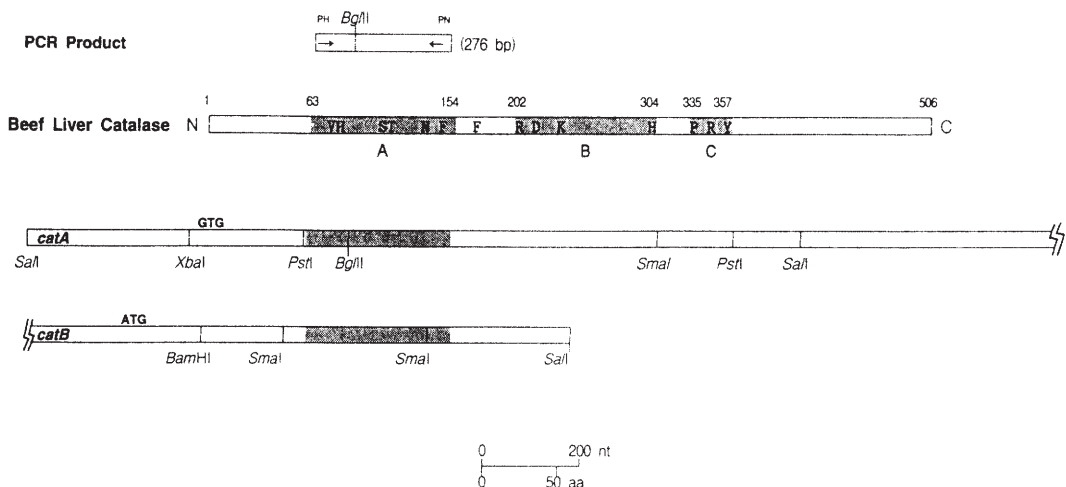 PH BglII PN
PCR Product (276 bp)
1 63 154 202 304 335 357 506
Beef Liver Catalase N VH ST N F F R D K H P R Y C
A B C
GTG
catA
SalI XbaI PstI BglII SmaI PstI SalI
ATG
catB
BamHI SmaI SmaI SalI
0 200 nt
0 50 aa